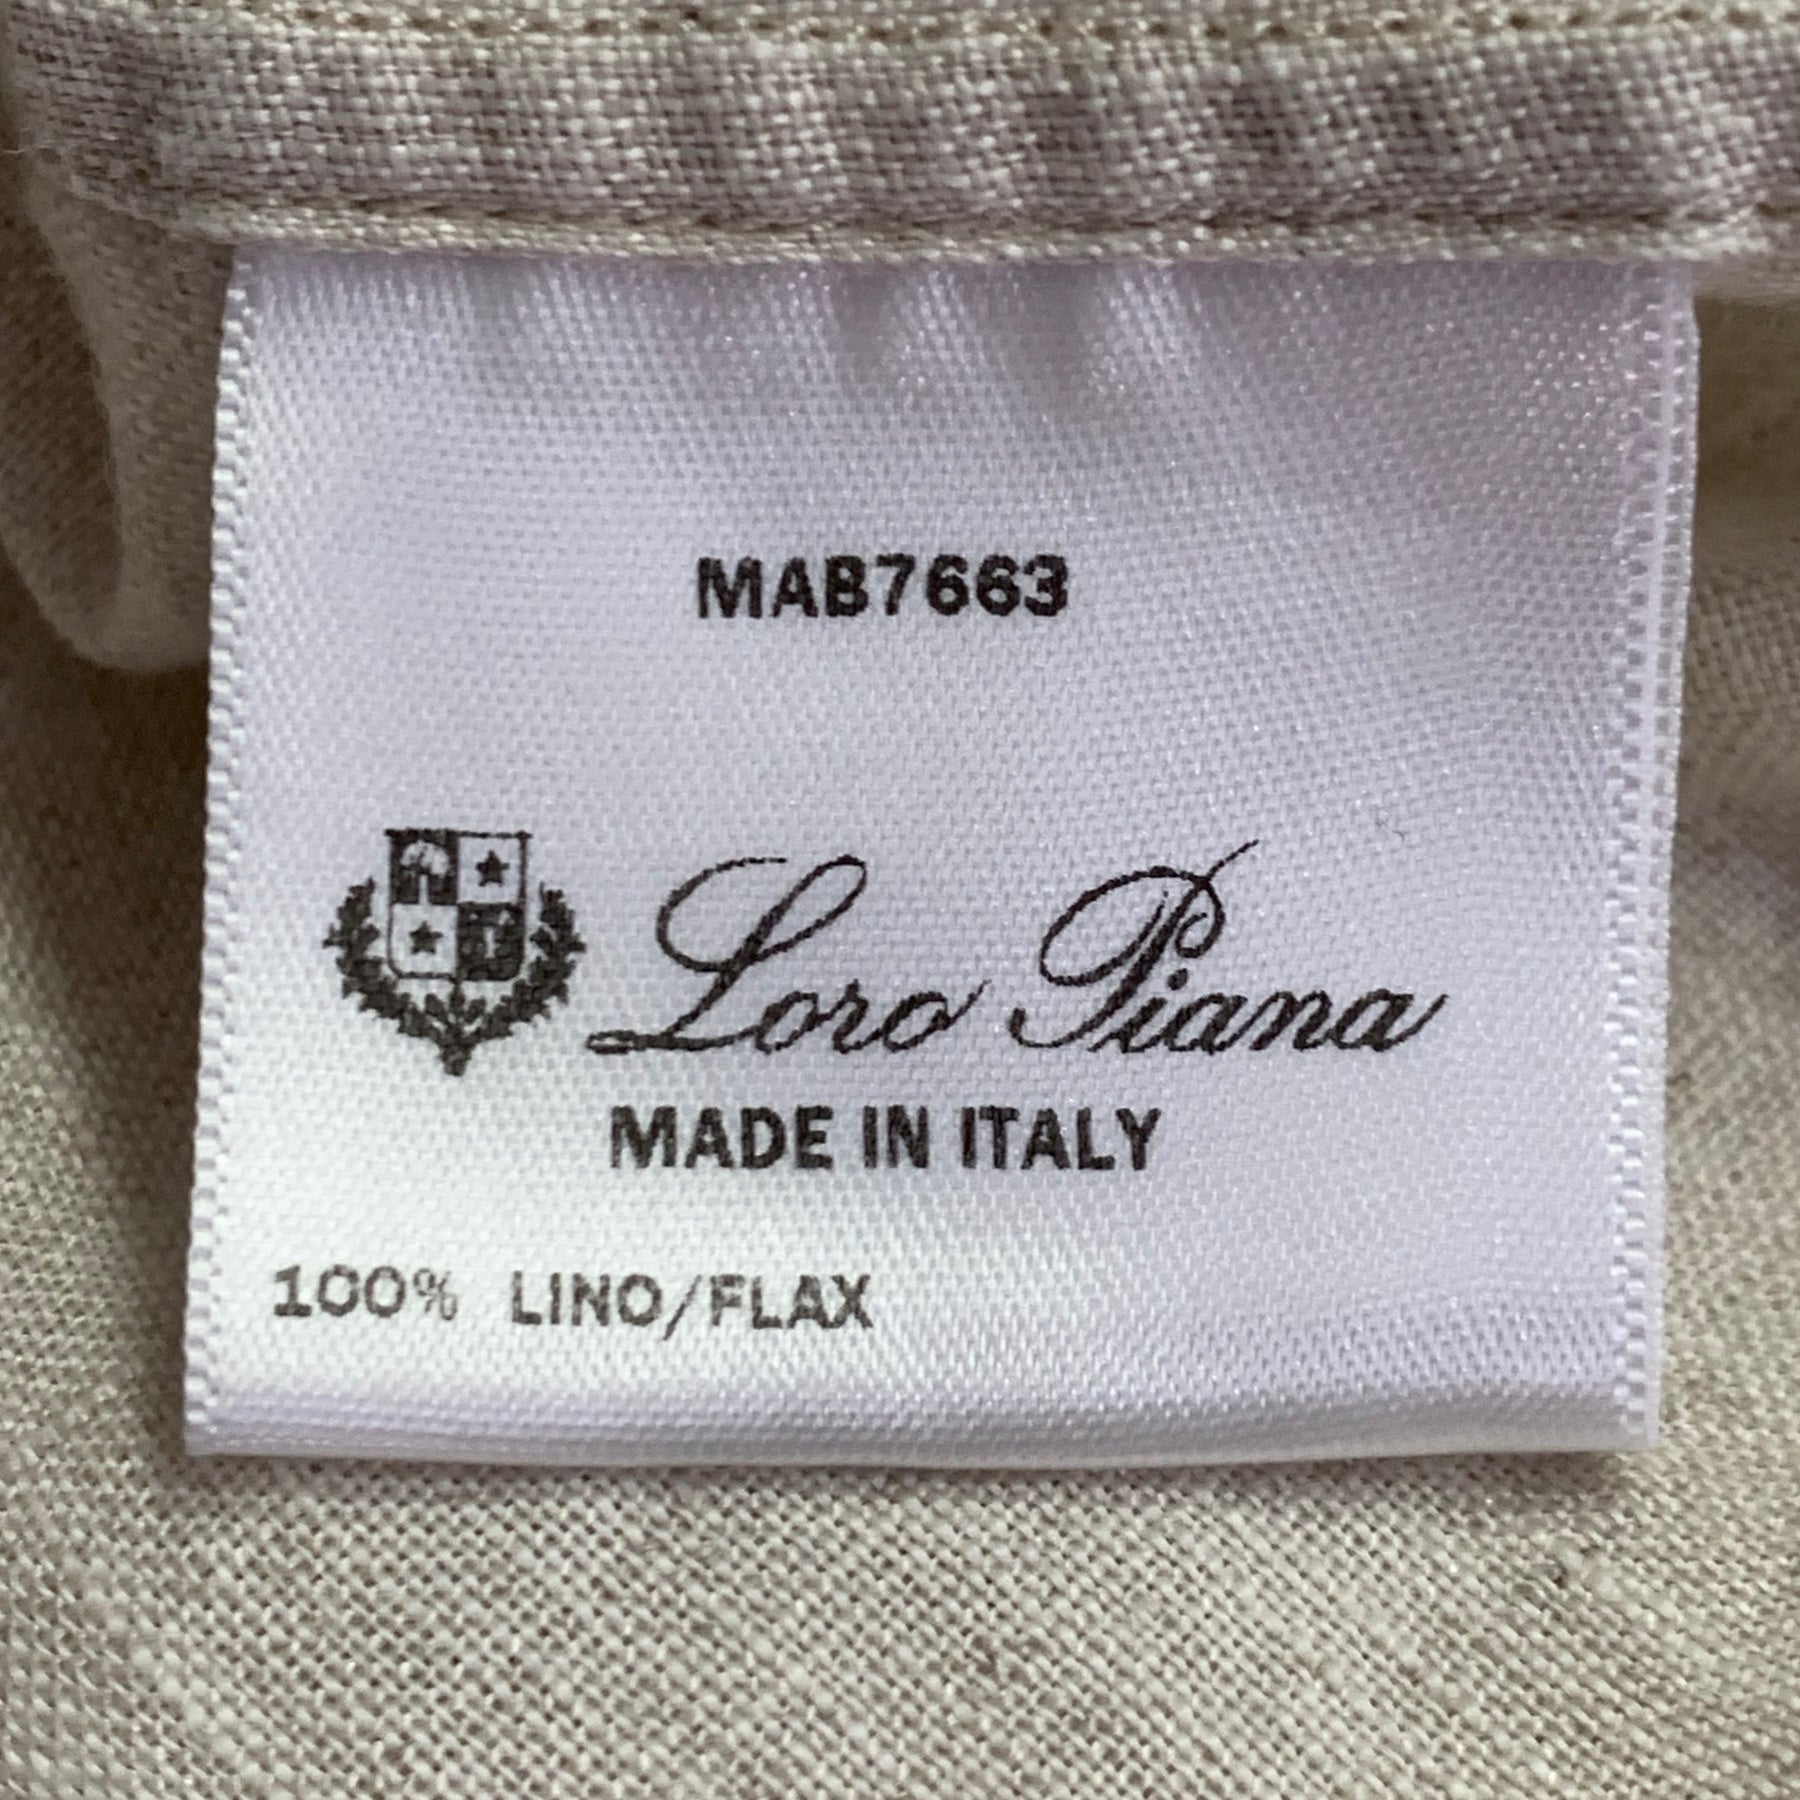 MAB7663
Loro Piana
MADE IN ITALY
100% LINO/FLAX